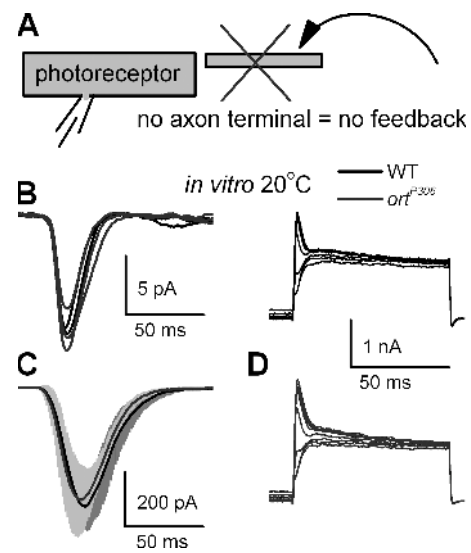 A
photoreceptor
no axon terminal = no feedback
in vitro 20°C
WT
ort^P306
B
5 pA
50 ms
1 nA
50 ms
C
D
200 pA
50 ms